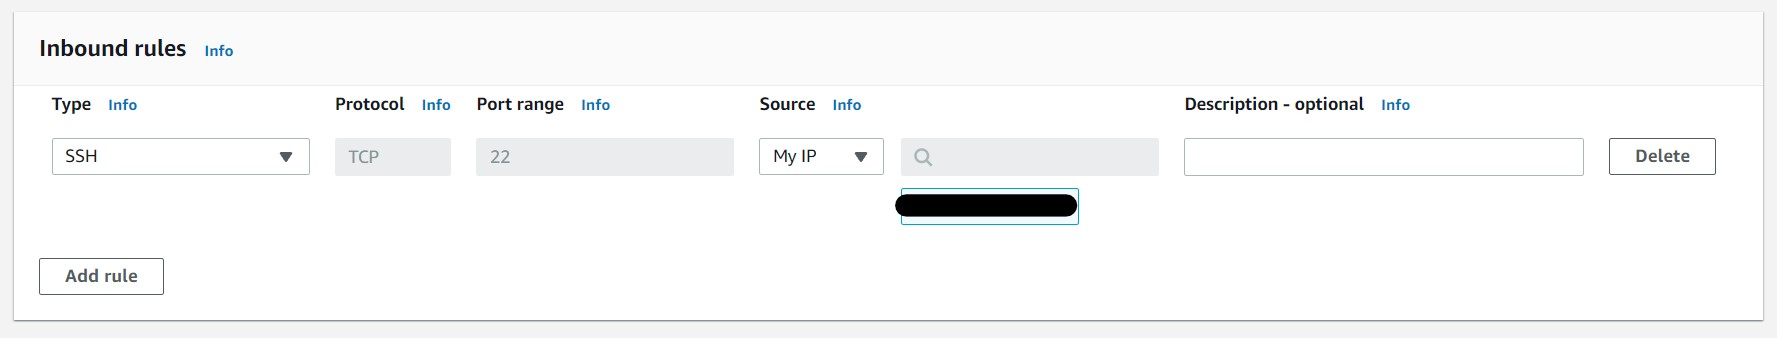 Inbound rules Info
Type Info Protocol Info Port range Info Source Info Description - optional Info
SSH TCP 22 My IP Delete
Add rule